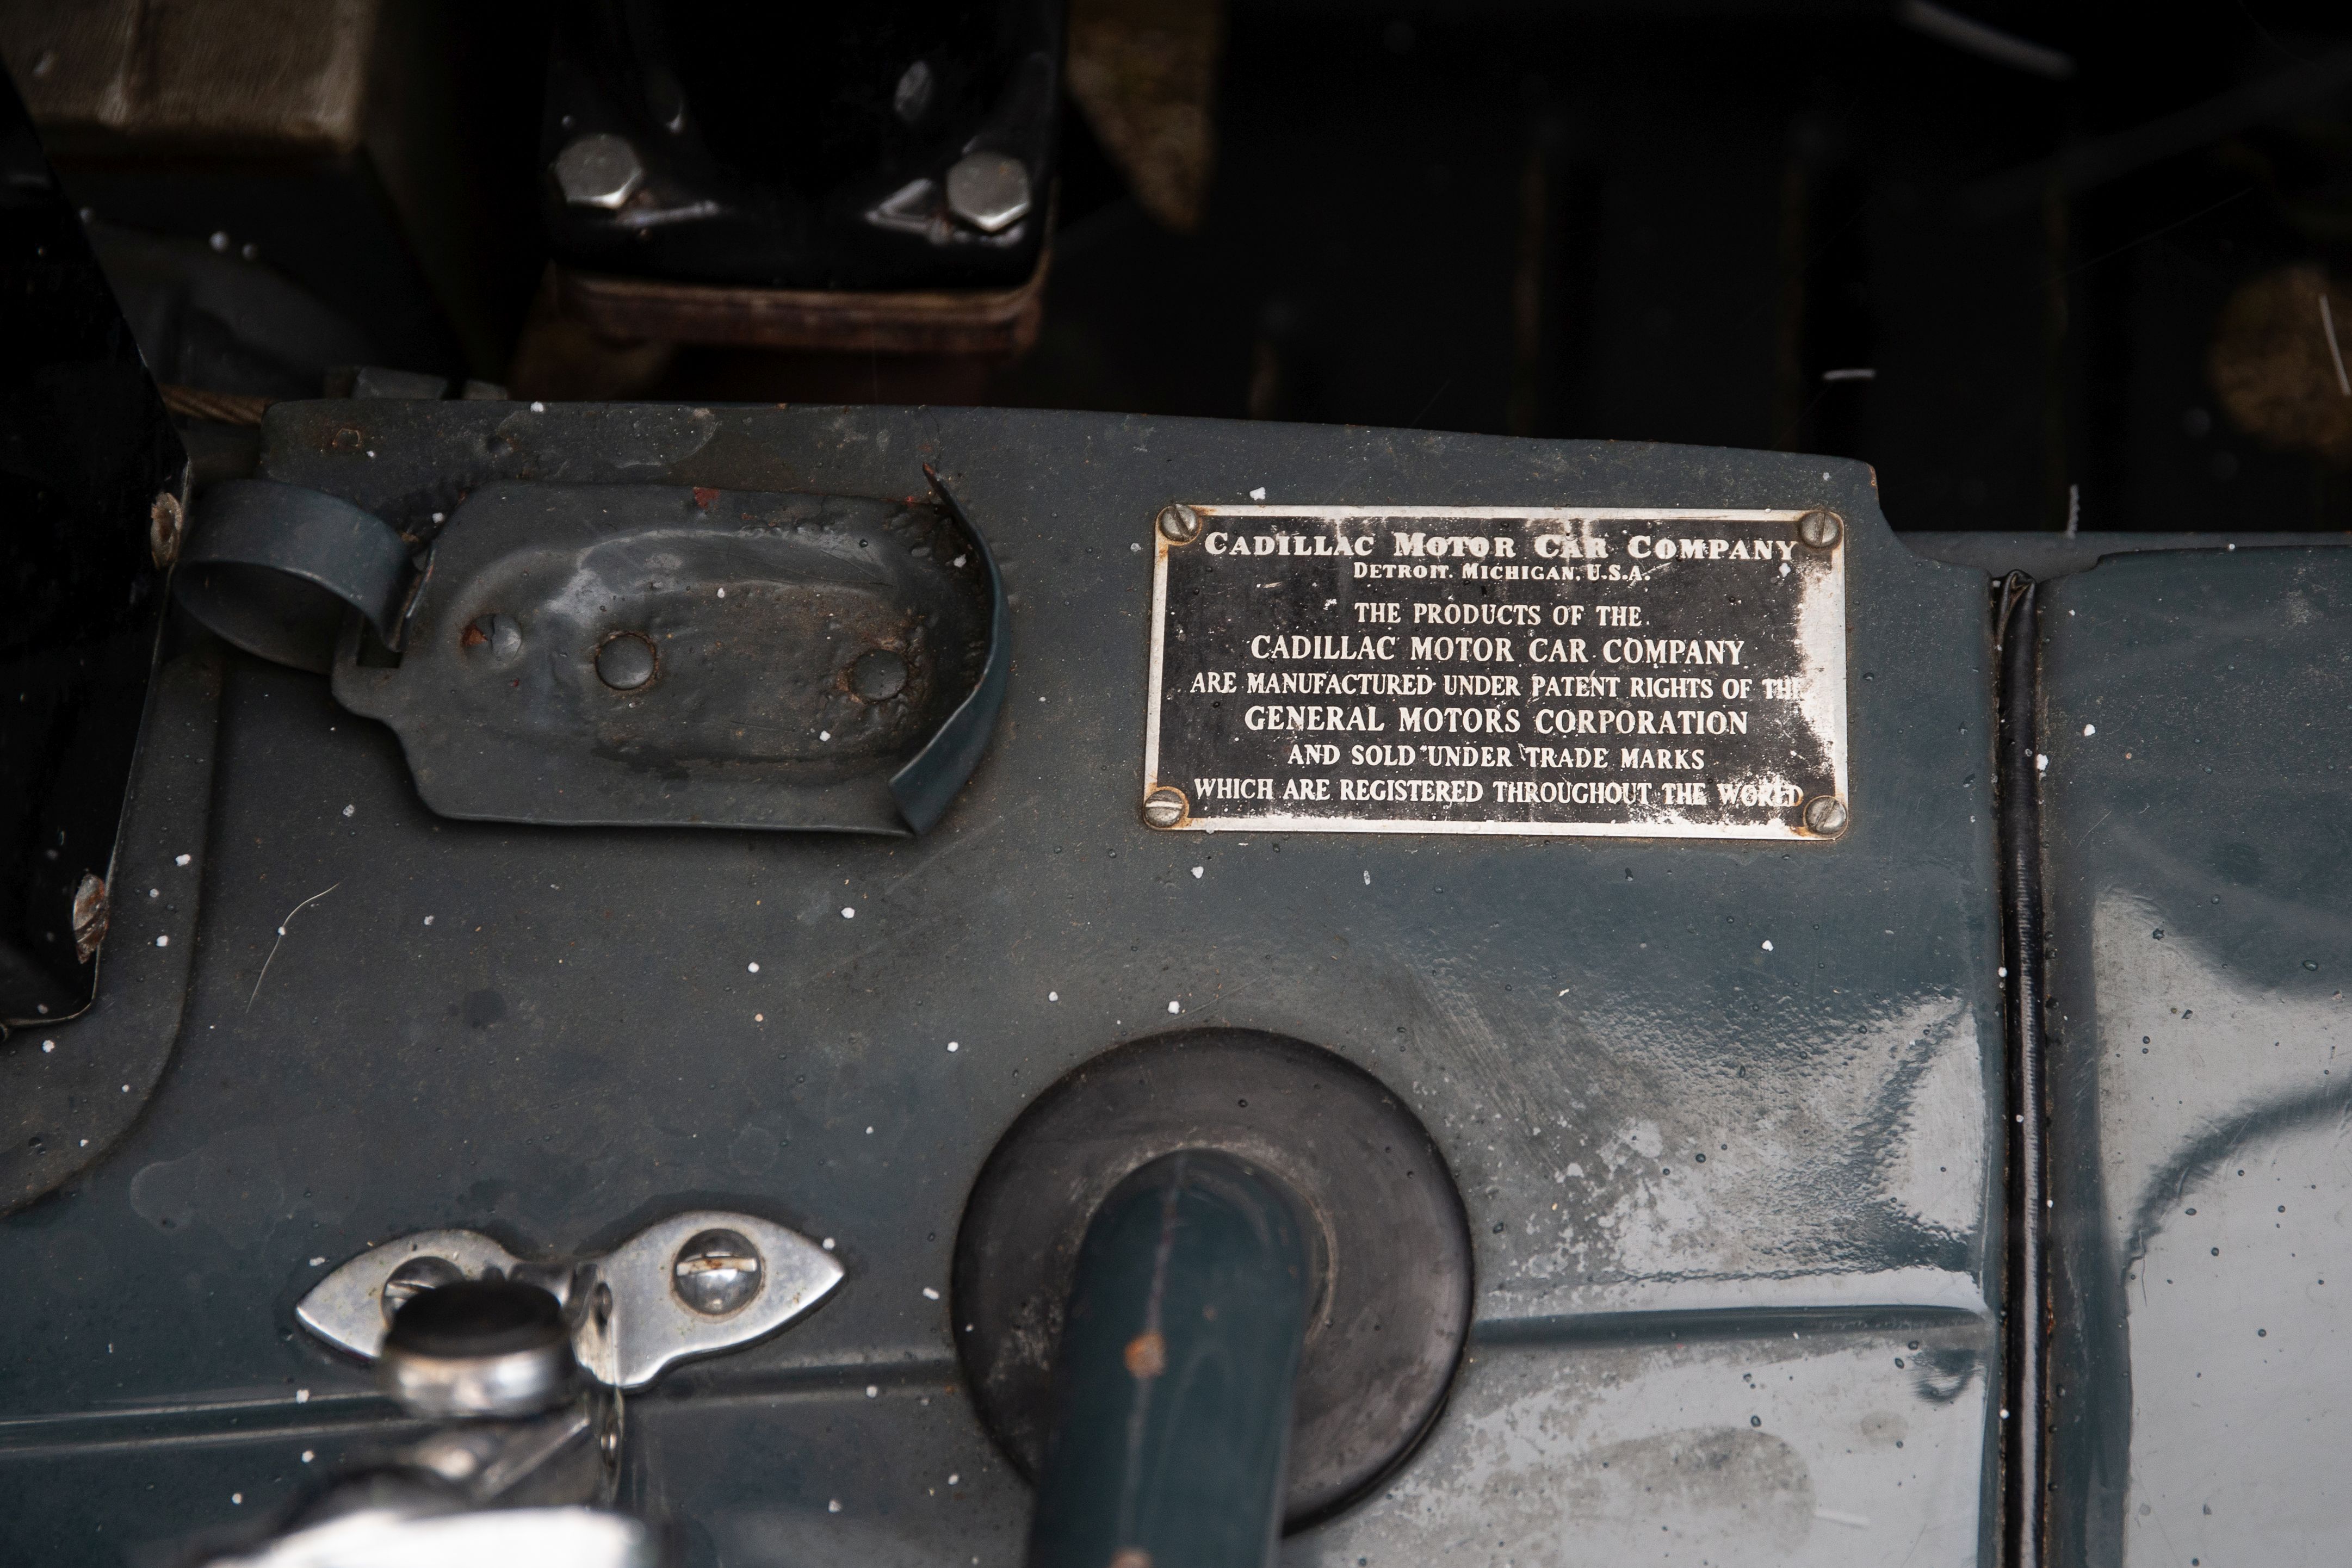 CADILLAC MOTOR CAR COMPANY
DETROIT. MICHIGAN. U.S.A.
THE PRODUCTS OF THE
CADILLAC MOTOR CAR COMPANY
ARE MANUFACTURED UNDER PATENT RIGHTS OF THE
GENERAL MOTORS CORPORATION
AND SOLD UNDER TRADE MARKS
WHICH ARE REGISTERED THROUGHOUT THE WORLD